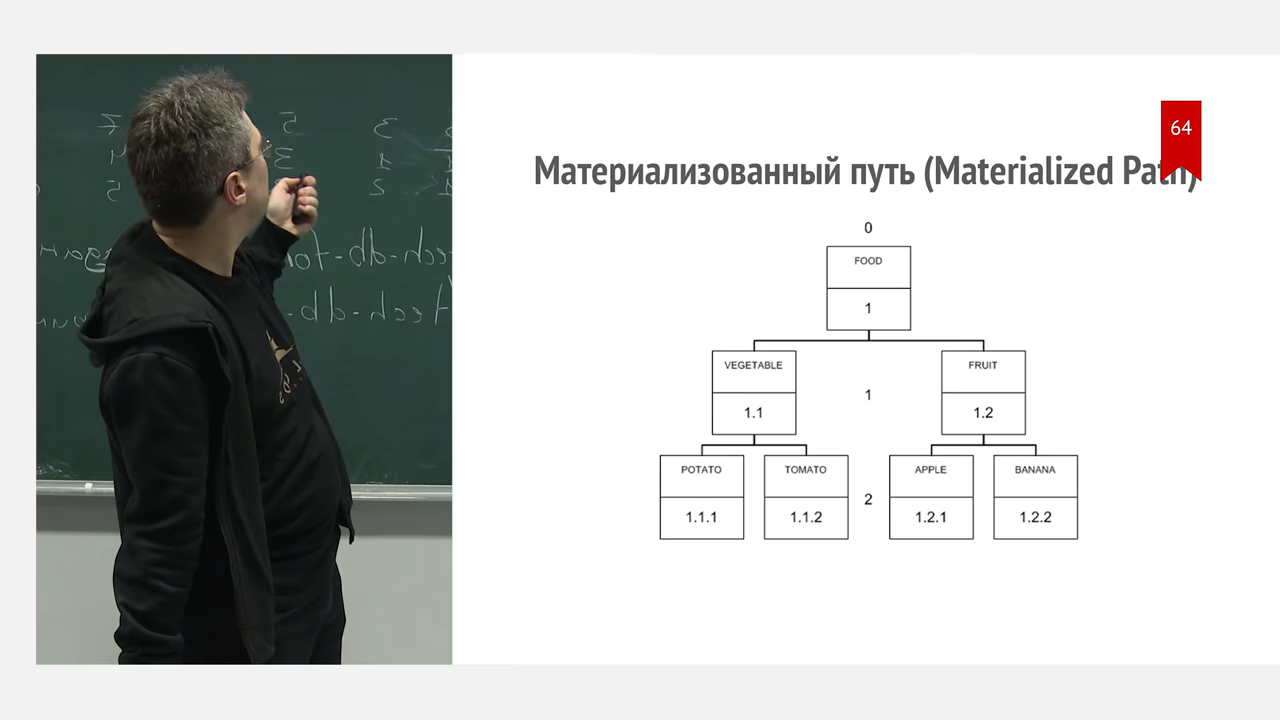 64
Материализованный путь (Materialized Path)
0
FOOD
1
VEGETABLE
FRUIT
1
1.1
1.2
POTATO
TOMATO
APPLE
BANANA
2
1.1.1
1.1.2
1.2.1
1.2.2